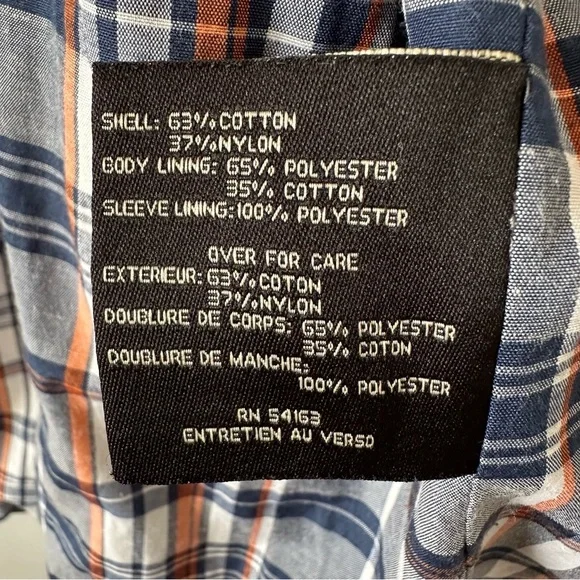 SHELL: 63% COTTON
37% NYLON
BODY LINING: 65% POLYESTER
35% COTTON
SLEEVE LINING: 100% POLYESTER
OVER FOR CARE
EXTERIEUR: 63% COTON
37% NYLON
DOUBLURE DE CORPS: 65% POLYESTER
35% COTON
DOUBLURE DE MANCHE:
100% POLYESTER
RN 54163
ENTRETIEN AU VERSO